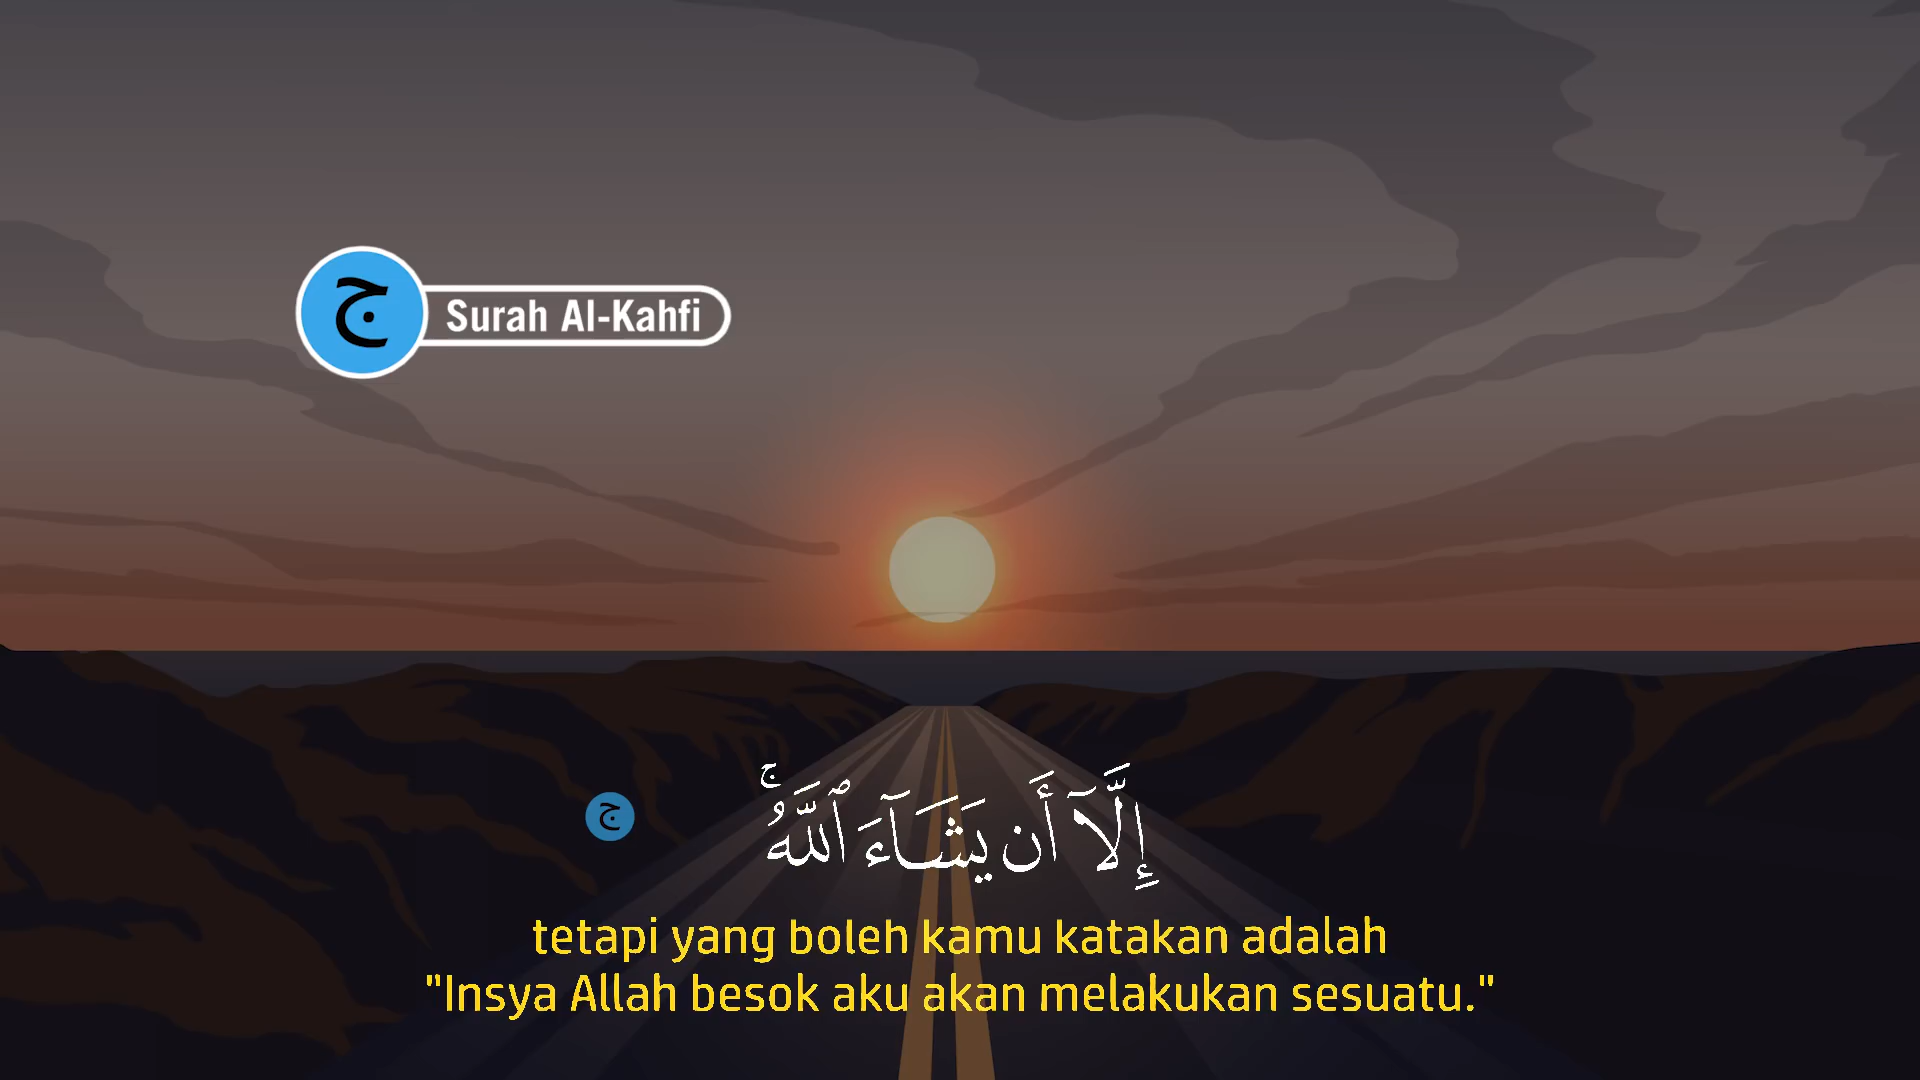 ج
Surah Al-Kahfi
ج
إِلَّآ أَن يَشَآءَ ٱللَّهُ ۚ
tetapi yang boleh kamu katakan adalah
"Insya Allah besok aku akan melakukan sesuatu."